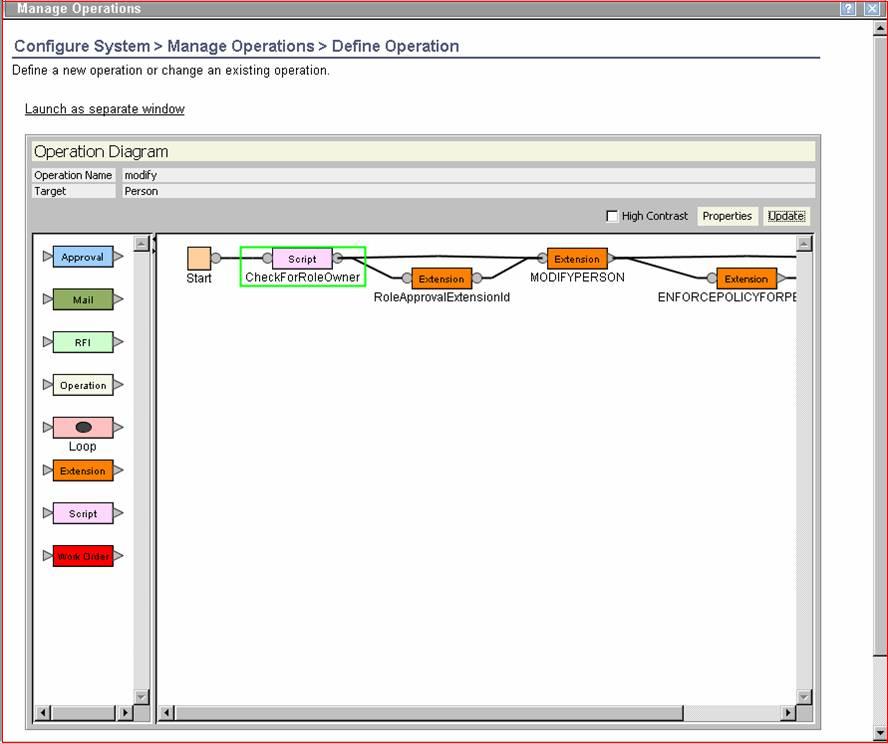 Manage Operations
?
Configure System > Manage Operations > Define Operation
Define a new operation or change an existing operation.
Launch as separate window
Operation Diagram
Operation Name modify
Target Person
High Contrast Properties Update
Approval
Mail
RFI
Operation
Loop
Extension
Script
Work Order
Start
Script
CheckForRoleOwner
Extension
RoleApprovalExtensionId
Extension
MODIFYPERSON
Extension
ENFORCEPOLICYFORPE